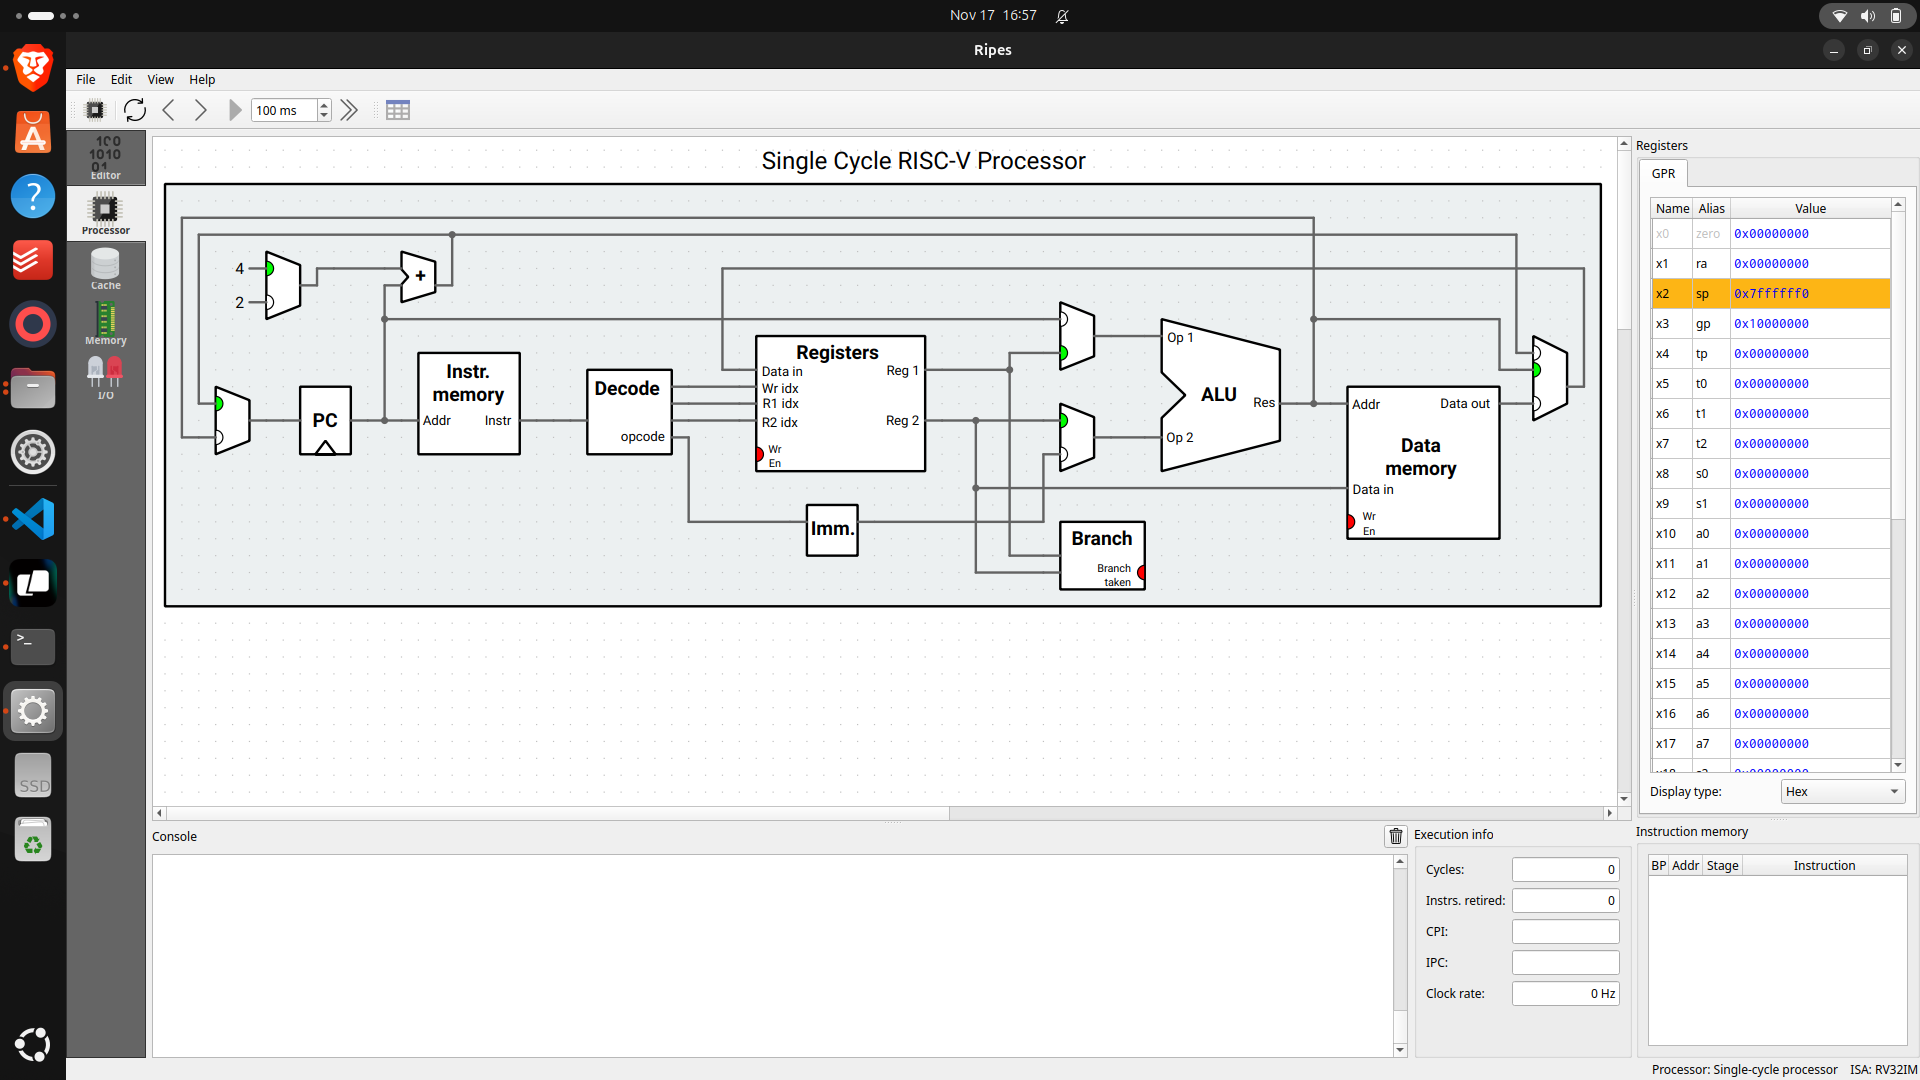 Nov 17 16:57
Ripes
File Edit View Help
100 ms
Editor
Processor
Cache
Memory
I/O
Single Cycle RISC-V Processor
4
2
+
PC
Instr.
memory
Addr Instr
Decode
opcode
Registers
Data in Reg 1
Wr idx
R1 idx
R2 idx Reg 2
Wr
En
Imm.
Op 1
ALU
Res
Op 2
Branch
Branch
taken
Addr Data out
Data
memory
Data in
Wr
En
Registers
GPR
Name Alias Value
x0 zero 0x00000000
x1 ra 0x00000000
x2 sp 0x7ffffff0
x3 gp 0x10000000
x4 tp 0x00000000
x5 t0 0x00000000
x6 t1 0x00000000
x7 t2 0x00000000
x8 s0 0x00000000
x9 s1 0x00000000
x10 a0 0x00000000
x11 a1 0x00000000
x12 a2 0x00000000
x13 a3 0x00000000
x14 a4 0x00000000
x15 a5 0x00000000
x16 a6 0x00000000
x17 a7 0x00000000
Display type: Hex
Console
Execution info
Cycles: 0
Instrs. retired: 0
CPI:
IPC:
Clock rate: 0 Hz
Instruction memory
BP Addr Stage Instruction
Processor: Single-cycle processor ISA: RV32IM
SSD